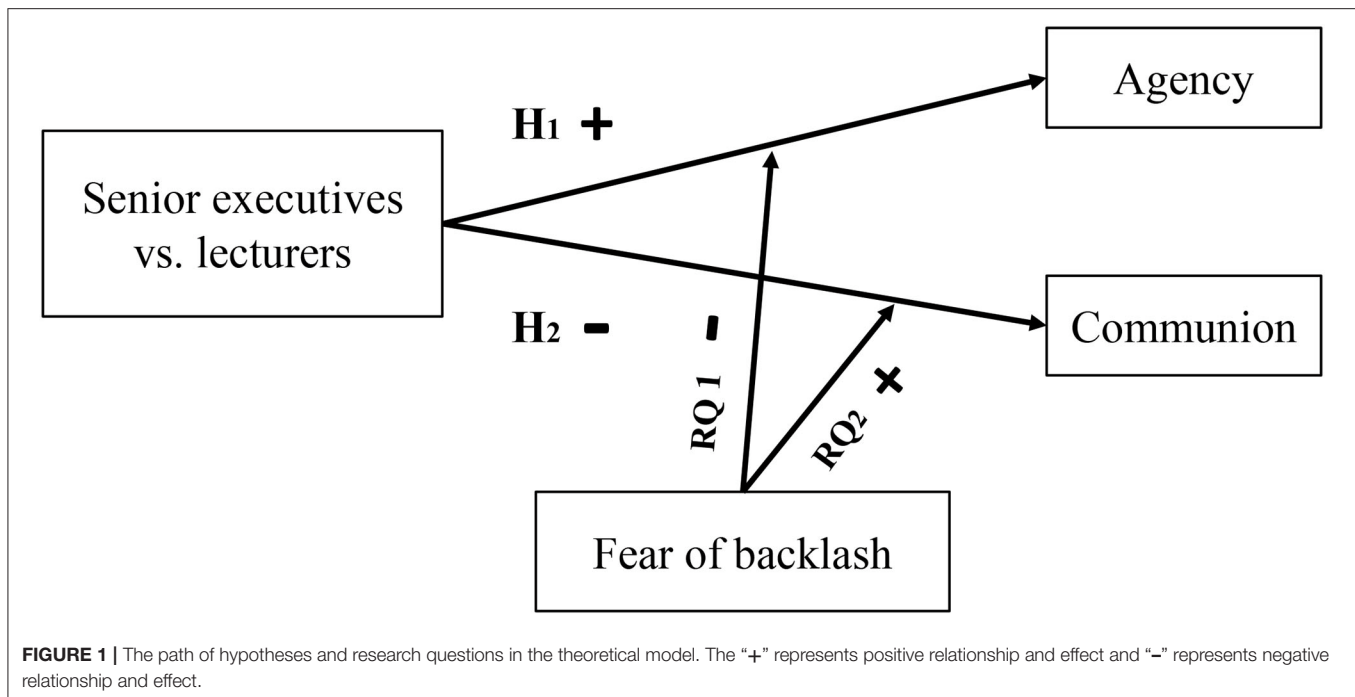 Agency
H1 +
Senior executives
vs. lecturers
H2 -
-
Communion
RQ 1
RQ2 +
Fear of backlash
FIGURE 1 | The path of hypotheses and research questions in the theoretical model. The “+” represents positive relationship and effect and “–” represents negative
relationship and effect.